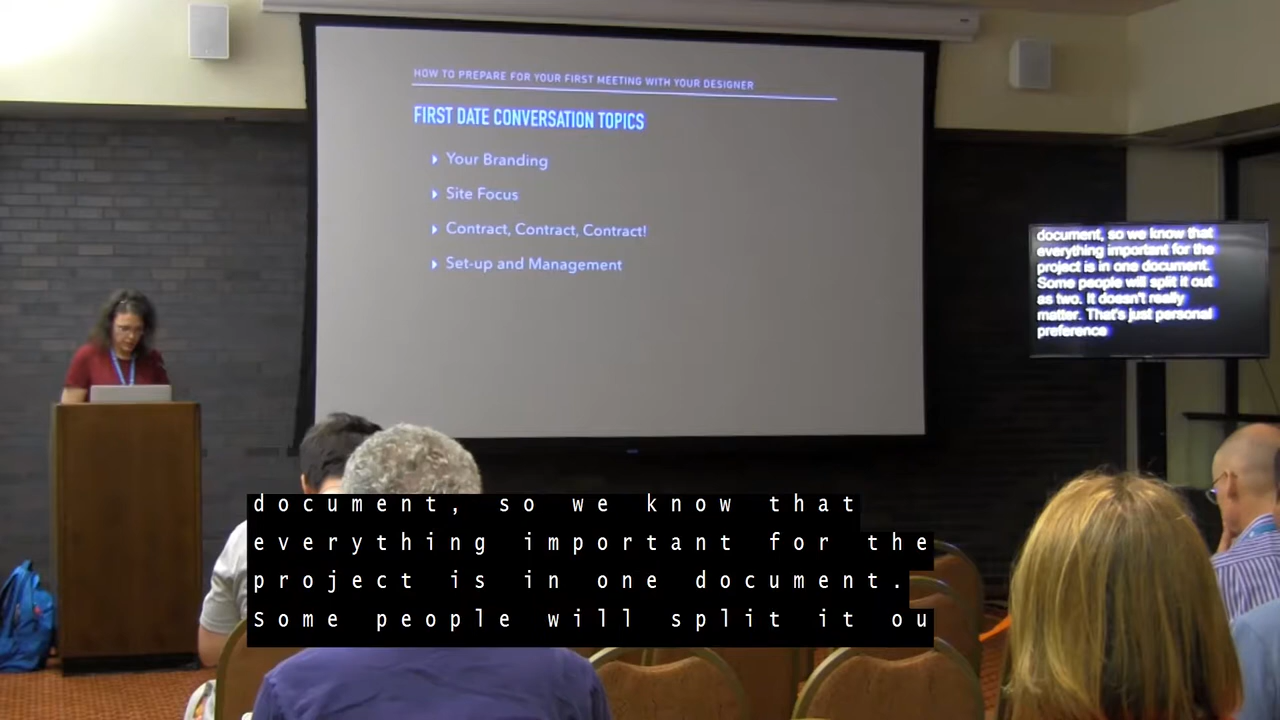 HOW TO PREPARE FOR YOUR FIRST MEETING WITH YOUR DESIGNER
FIRST DATE CONVERSATION TOPICS
Your Branding
Site Focus
Contract, Contract, Contract!
Set-up and Management
document, so we know that
everything important for the
project is in one document.
Some people will split it out
as two. It doesn't really
matter. That's just personal
preference
document, so we know that
everything important for the
project is in one document.
Some people will split it ou